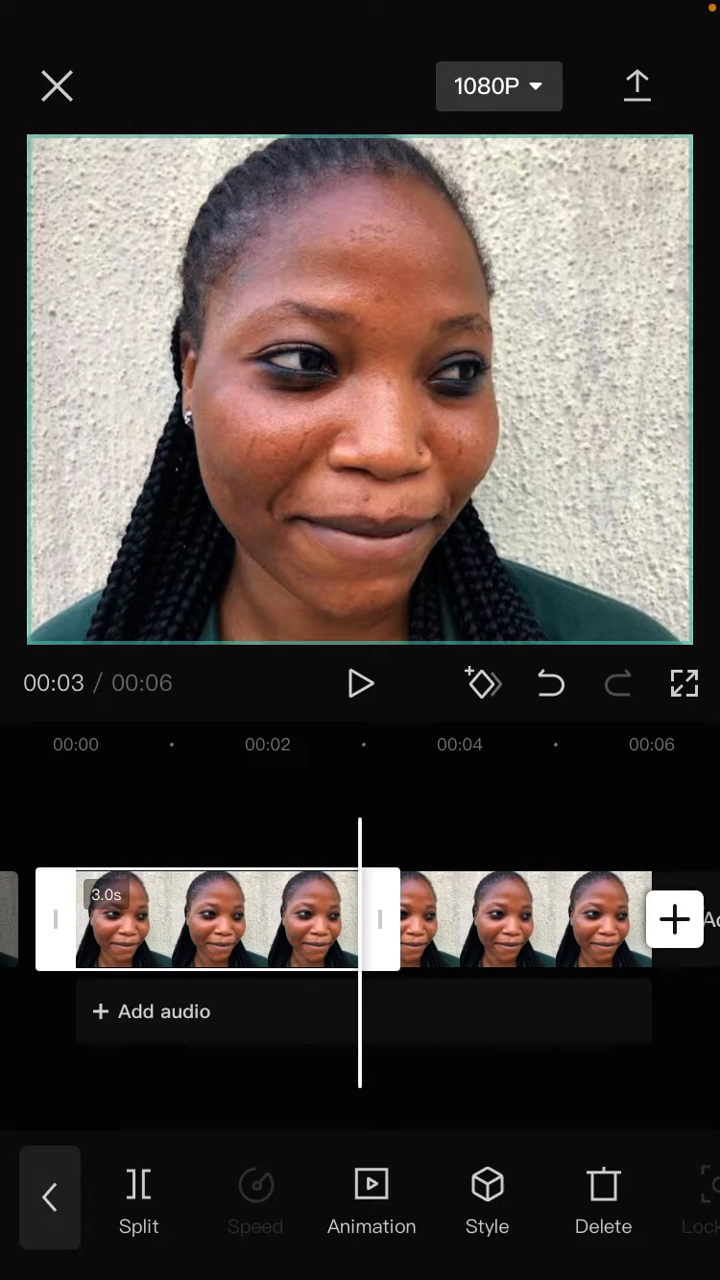 1080P
00:03 / 00:06
00:00 00:02 00:04 00:06
3.0s
+ Add audio
Split Speed Animation Style Delete